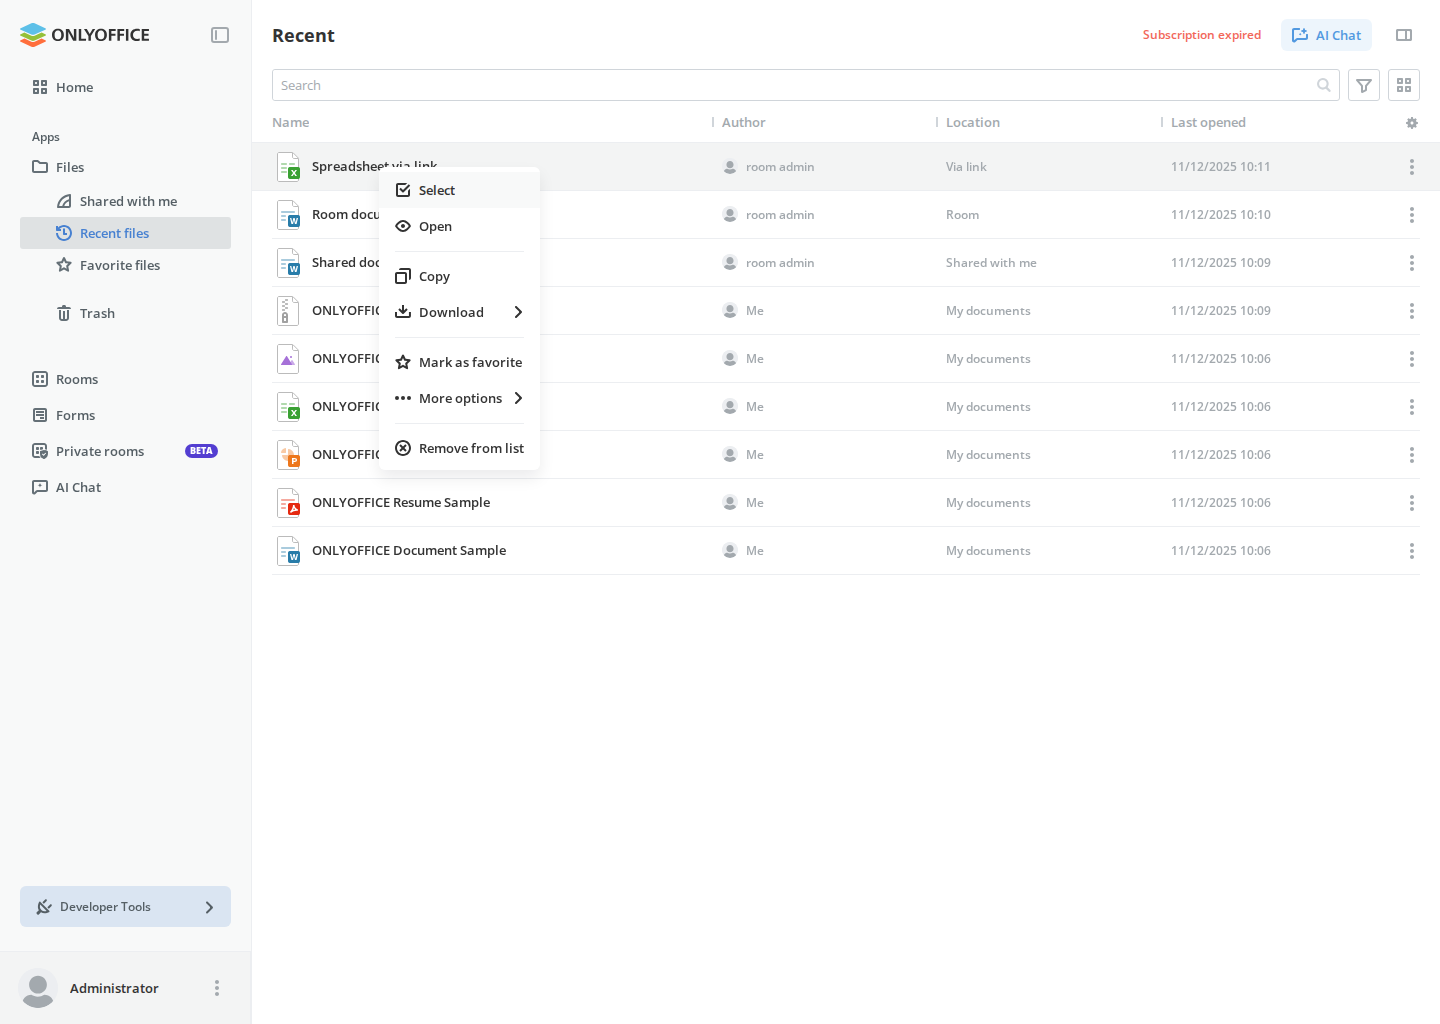 ONLYOFFICE
Home
Apps
Files
Shared with me
Recent files
Favorite files
Trash
Rooms
Forms
Private rooms BETA
AI Chat
Developer Tools
Administrator
Recent
Subscription expired
AI Chat
Search
Name Author Location Last opened
Spreadsheet via link room admin Via link 11/12/2025 10:11
Room room admin Room 11/12/2025 10:10
Shared room admin Shared with me 11/12/2025 10:09
Me My documents 11/12/2025 10:09
Me My documents 11/12/2025 10:06
Me My documents 11/12/2025 10:06
Me My documents 11/12/2025 10:06
ONLYOFFICE Resume Sample Me My documents 11/12/2025 10:06
ONLYOFFICE Document Sample Me My documents 11/12/2025 10:06
Select
Open
Copy
Download
Mark as favorite
More options
Remove from list